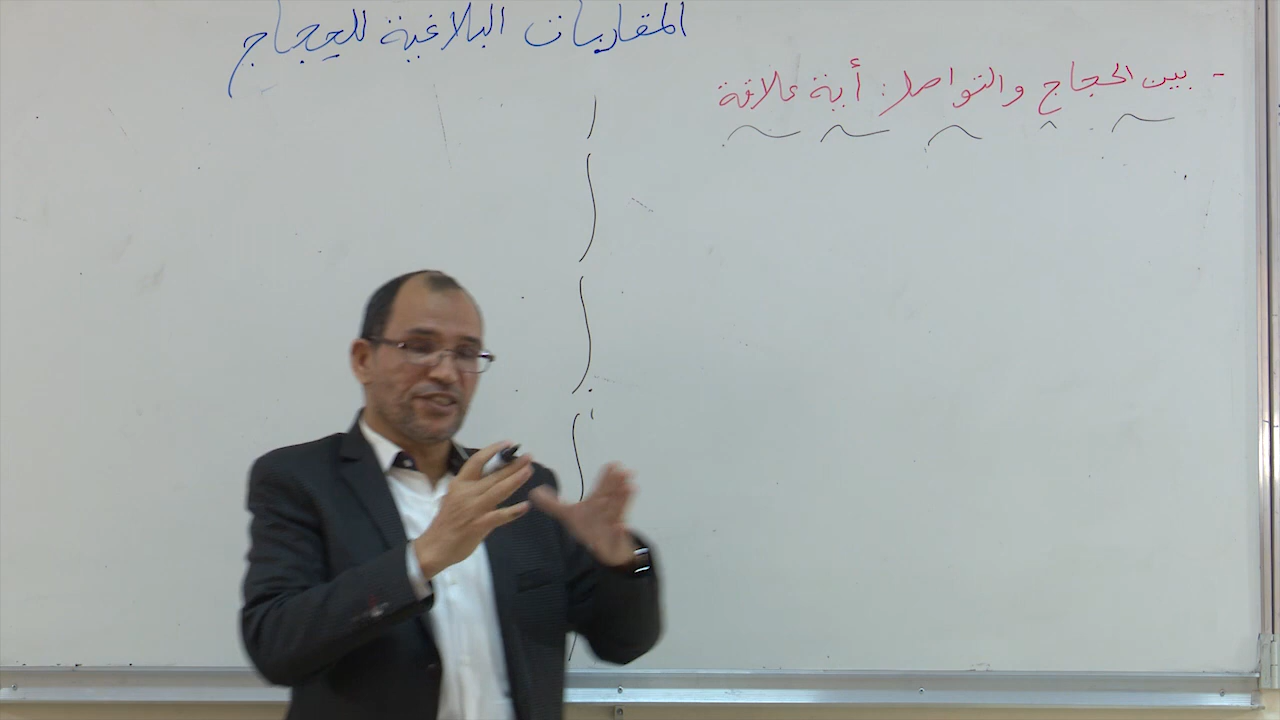 المقاربات البلاغية للحجاج
- بين الحجاج والتواصل: أية علاقة